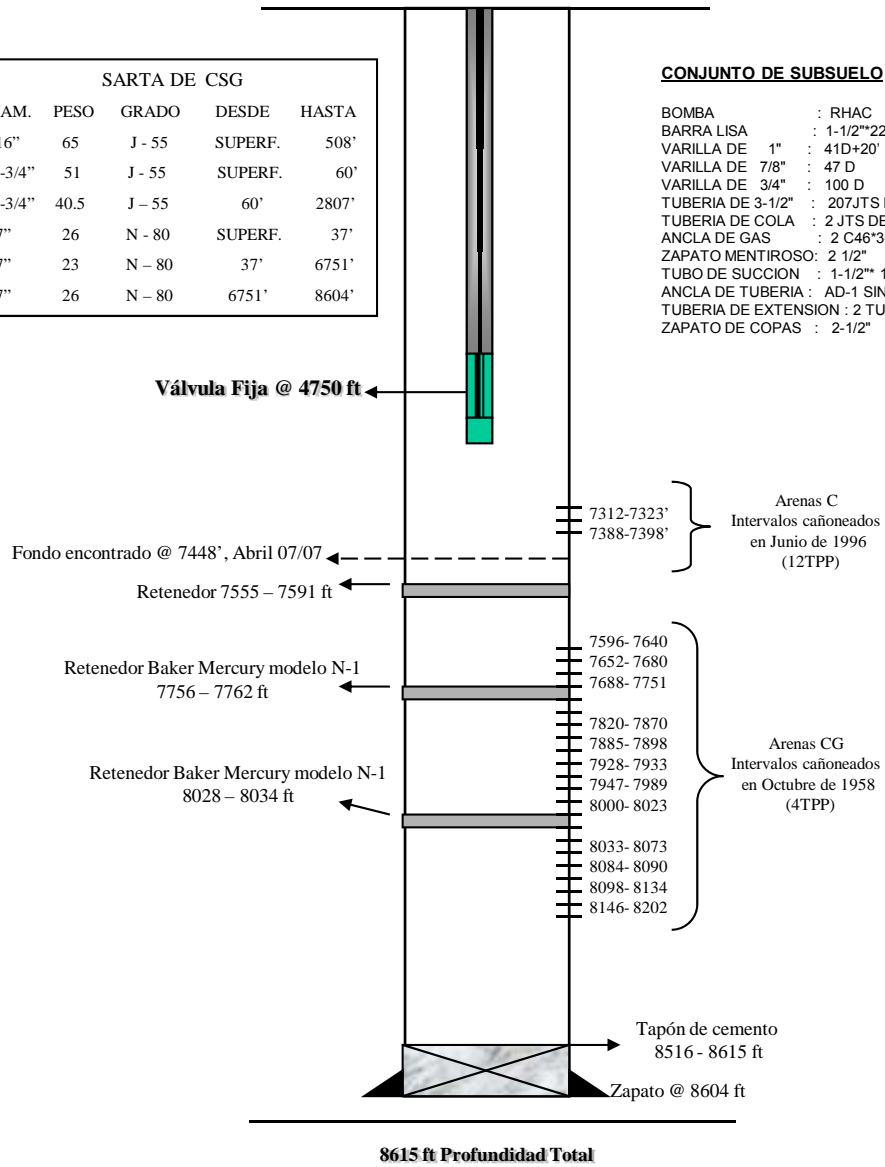 SARTA DE CSG
AM. PESO GRADO DESDE HASTA
16” 65 J - 55 SUPERF. 508’
-3/4” 51 J - 55 SUPERF. 60’
-3/4” 40.5 J – 55 60’ 2807’
7” 26 N - 80 SUPERF. 37’
7” 23 N – 80 37’ 6751’
7” 26 N – 80 6751’ 8604’
CONJUNTO DE SUBSUELO
BOMBA : RHAC
BARRA LISA : 1-1/2"*22
VARILLA DE 1" : 41D+20'
VARILLA DE 7/8" : 47 D
VARILLA DE 3/4" : 100 D
TUBERIA DE 3-1/2" : 207JTS
TUBERIA DE COLA : 2 JTS DE
ANCLA DE GAS : 2 C46*3
ZAPATO MENTIROSO: 2 1/2"
TUBO DE SUCCION : 1-1/2"* 1
ANCLA DE TUBERIA : AD-1 SIN
TUBERIA DE EXTENSION : 2 TU
ZAPATO DE COPAS : 2-1/2"
Válvula Fija @ 4750 ft
7312-7323’
7388-7398’
Arenas C
Intervalos cañoneados
en Junio de 1996
(12TPP)
Fondo encontrado @ 7448’, Abril 07/07
Retenedor 7555 – 7591 ft
7596- 7640
7652- 7680
7688- 7751
Retenedor Baker Mercury modelo N-1
7756 – 7762 ft
7820- 7870
7885- 7898
7928- 7933
7947- 7989
8000- 8023
Arenas CG
Intervalos cañoneados
en Octubre de 1958
(4TPP)
Retenedor Baker Mercury modelo N-1
8028 – 8034 ft
8033- 8073
8084- 8090
8098- 8134
8146- 8202
Tapón de cemento
8516 - 8615 ft
Zapato @ 8604 ft
8615 ft Profundidad Total